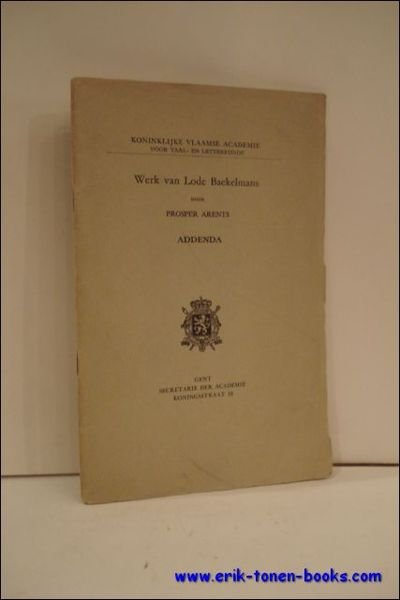 KONINKLIJKE VLAAMSE ACADEMIE
VOOR TAAL- EN LETTERKUNDE
Werk van Lode Baekelmans
DOOR
PROSPER ARENTS
ADDENDA
GENT
SECRETARIE DER ACADEMIE
KONINGSTRAAT 18
www.erik-tonen-books.com/